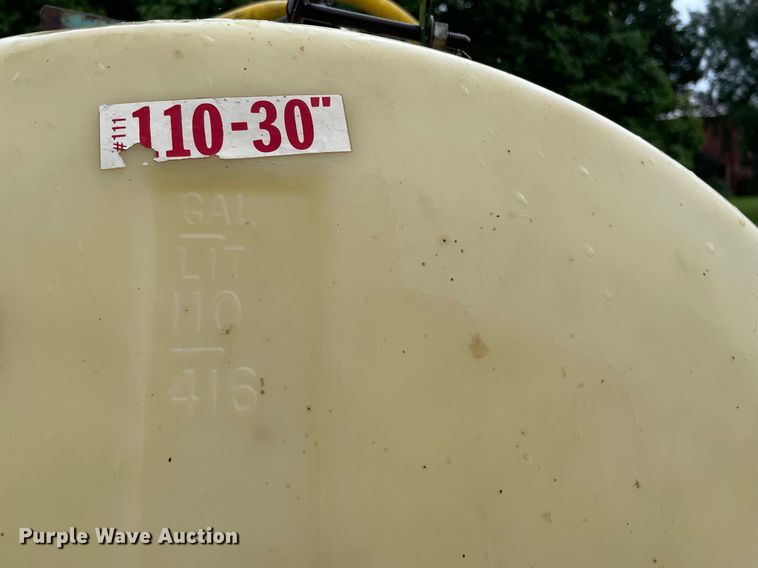 #111 110-30"
GAL
LIT
110
416
Purple Wave Auction